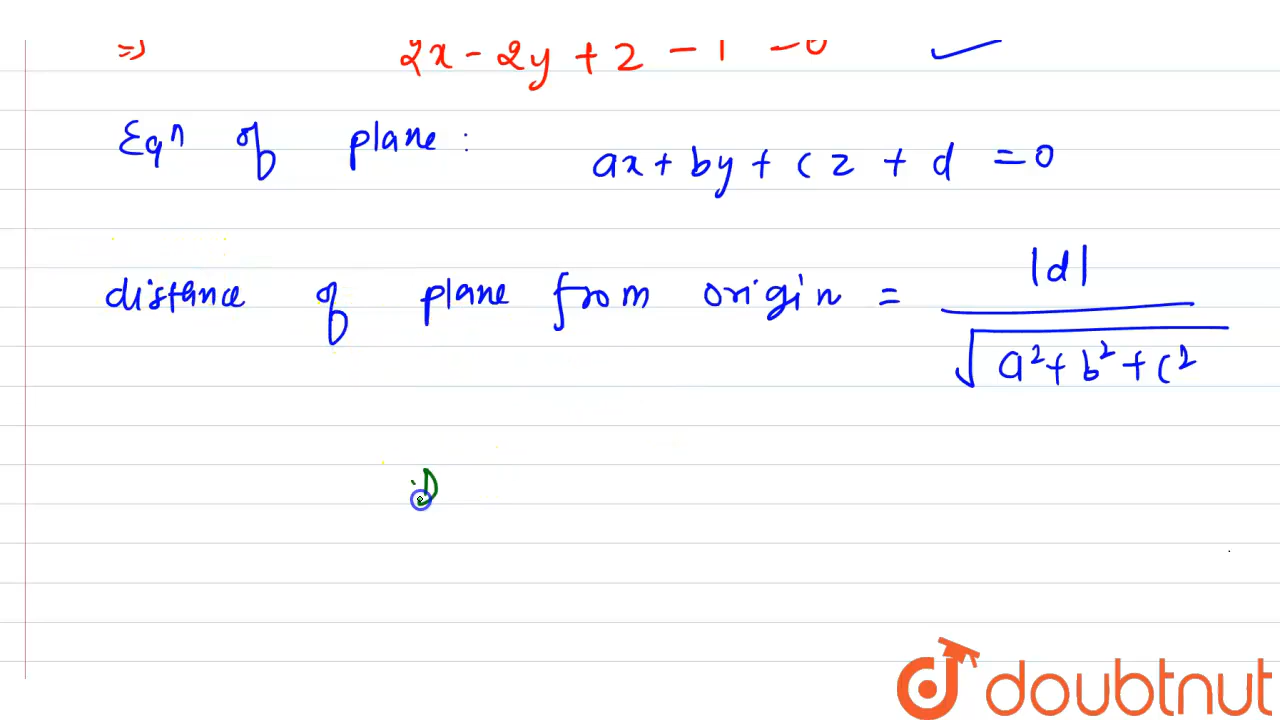 ⇒ 2x - 2y + 2 - 1 = 0
Eqⁿ of plane : ax + by + cz + d = 0
distance of plane from origin = |d| / √a² + b² + c²
D
doubtnut